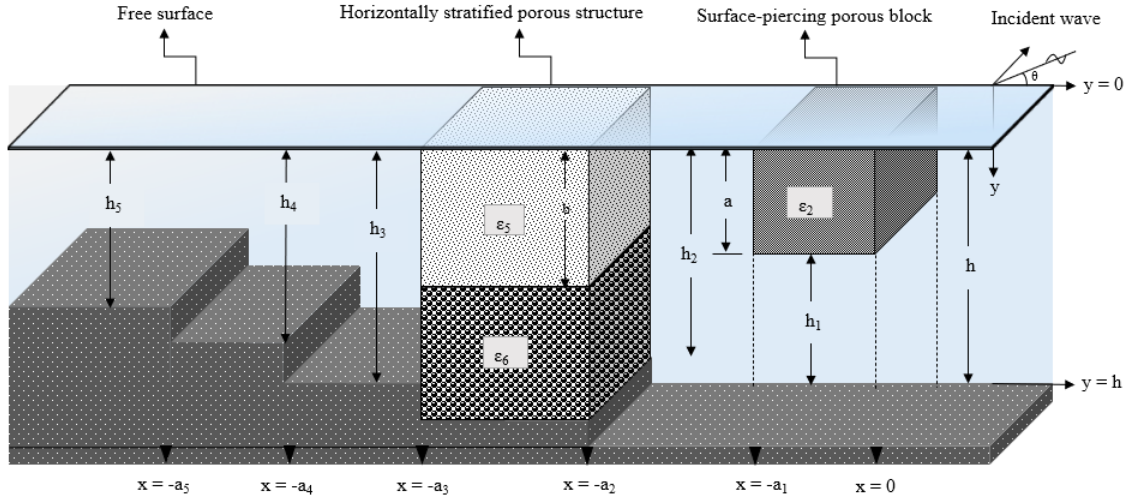 Free surface
Horizontally stratified porous structure
Surface-piercing porous block
Incident wave
θ
y = 0
y
h₅
h₄
h₃
b
ε₅
h₂
a
ε₂
h
h₁
ε₆
y = h
x = -a₅
x = -a₄
x = -a₃
x = -a₂
x = -a₁
x = 0